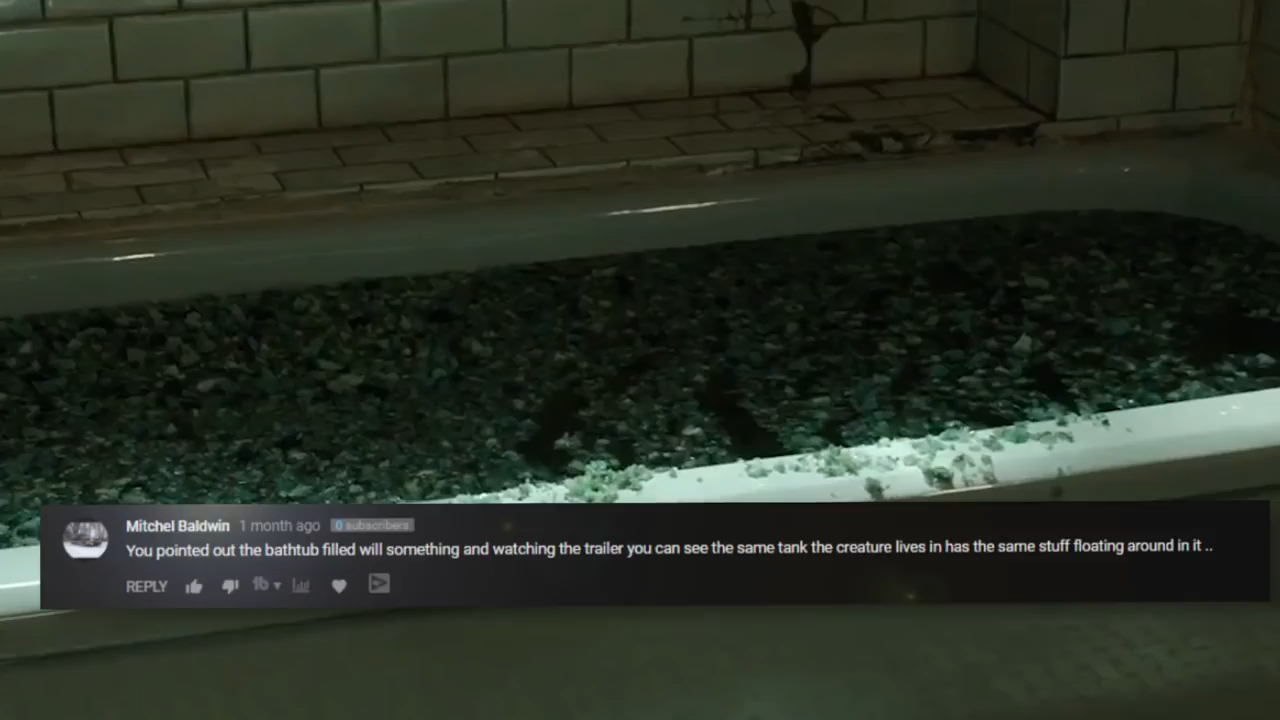 Mitchel Baldwin 1 month ago 0 subscribers
You pointed out the bathtub filled will something and watching the trailer you can see the same tank the creature lives in has the same stuff floating around in it ..
REPLY